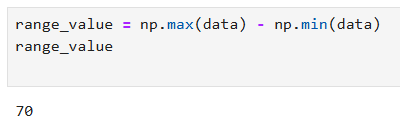 range_value = np.max(data) - np.min(data)
range_value
70